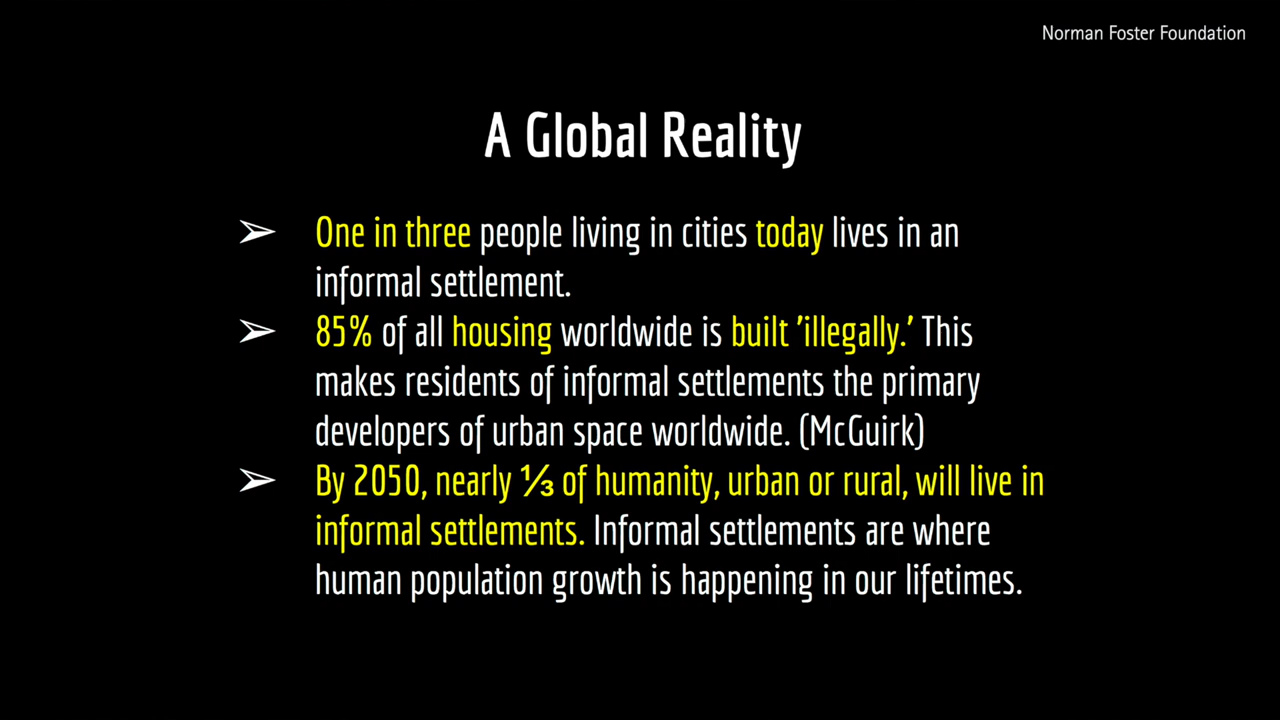 Norman Foster Foundation
A Global Reality
➢ One in three people living in cities today lives in an
informal settlement.
➢ 85% of all housing worldwide is built 'illegally.' This
makes residents of informal settlements the primary
developers of urban space worldwide. (McGuirk)
➢ By 2050, nearly ⅓ of humanity, urban or rural, will live in
informal settlements. Informal settlements are where
human population growth is happening in our lifetimes.